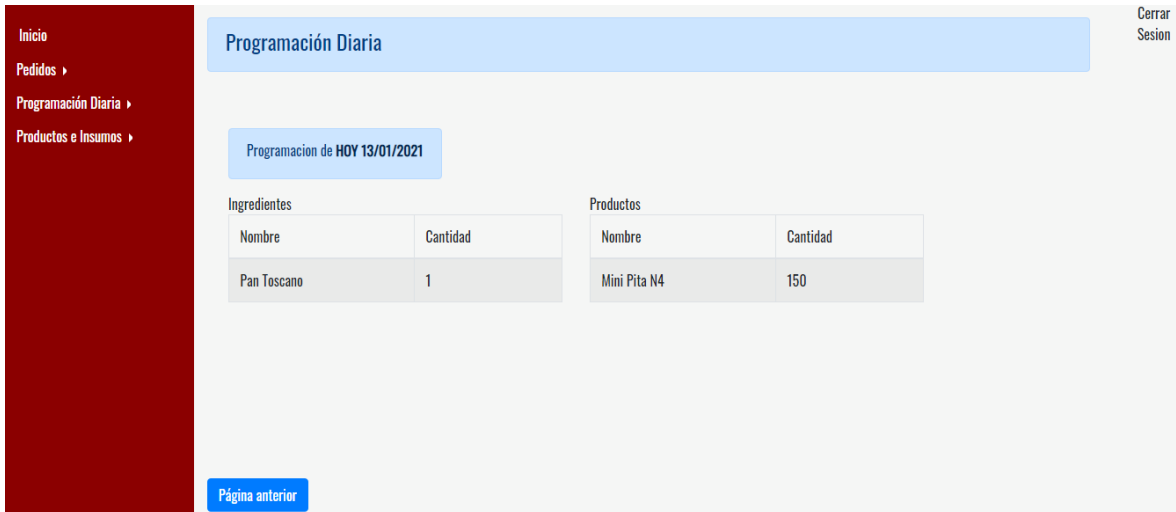 Inicio
Pedidos
Programación Diaria
Productos e Insumos
Cerrar
Sesion
Programación Diaria
Programacion de HOY 13/01/2021
Ingredientes
Nombre Cantidad
Pan Toscano 1
Productos
Nombre Cantidad
Mini Pita N4 150
Página anterior